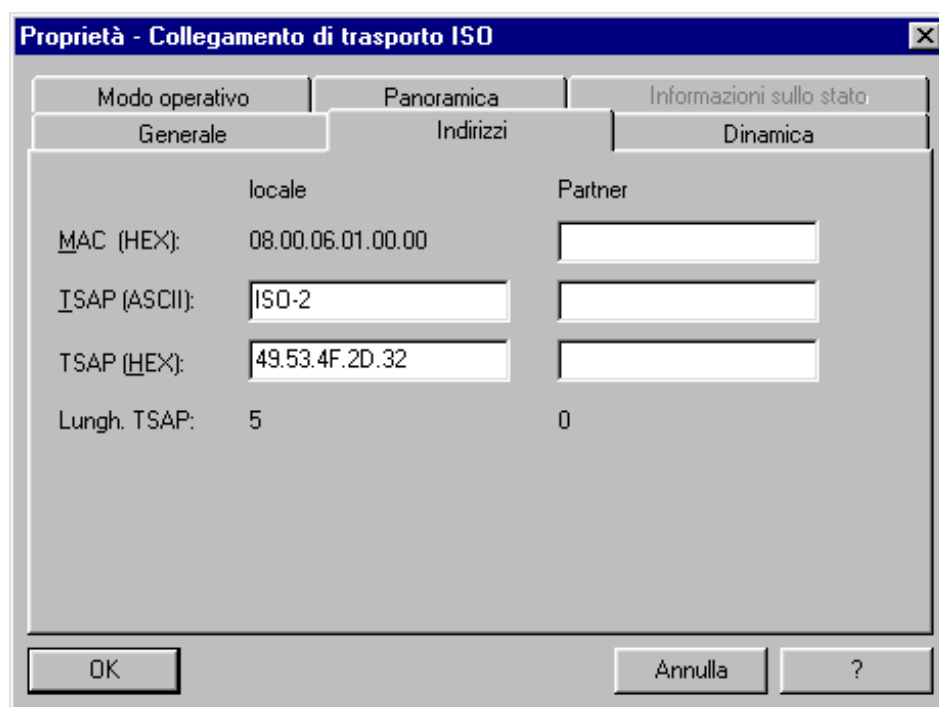 Proprietà - Collegamento di trasporto ISO
Modo operativo Panoramica Informazioni sullo stato
Generale Indirizzi Dinamica
locale Partner
MAC (HEX): 08.00.06.01.00.00
TSAP (ASCII): ISO-2
TSAP (HEX): 49.53.4F.2D.32
Lungh. TSAP: 5 0
OK Annulla ?